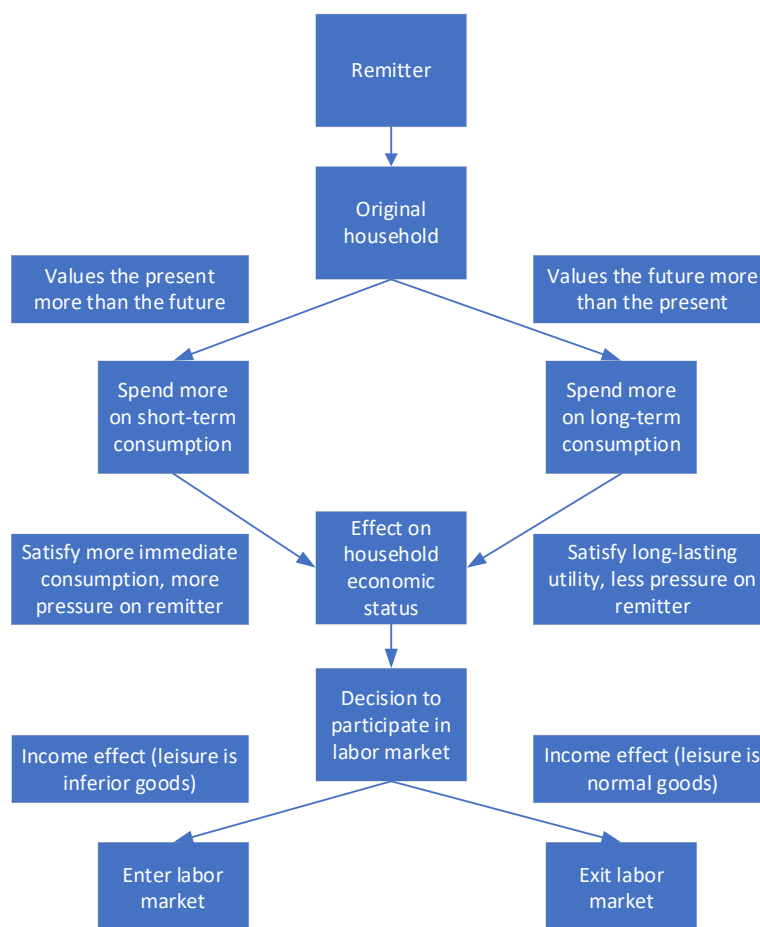 Remitter
Original
household
Values the present
more than the future
Values the future more
than the present
Spend more
on short-term
consumption
Spend more
on long-term
consumption
Satisfy more immediate
consumption, more
pressure on remitter
Effect on
household
economic
status
Satisfy long-lasting
utility, less pressure on
remitter
Decision to
participate in
labor market
Income effect (leisure is
inferior goods)
Income effect (leisure is
normal goods)
Enter labor
market
Exit labor
market